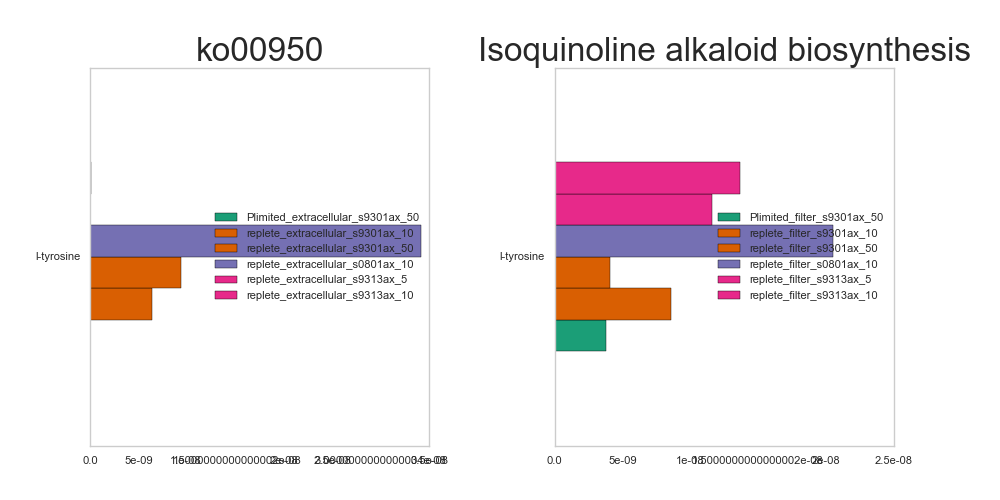 ko00950
Isoquinoline alkaloid biosynthesis
l-tyrosine
Plimited_extracellular_s9301ax_50
replete_extracellular_s9301ax_10
replete_extracellular_s9301ax_50
replete_extracellular_s0801ax_10
replete_extracellular_s9313ax_5
replete_extracellular_s9313ax_10
0.0 5e-09
l-tyrosine
Plimited_filter_s9301ax_50
replete_filter_s9301ax_10
replete_filter_s9301ax_50
replete_filter_s0801ax_10
replete_filter_s9313ax_5
replete_filter_s9313ax_10
0.0 5e-09 2.5e-08